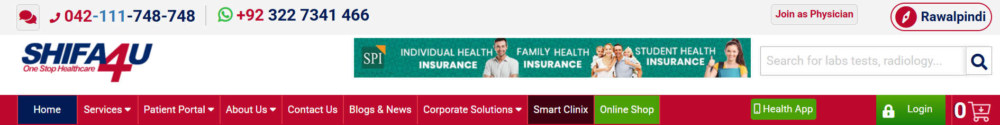 042-111-748-748
+92 322 7341 466
Join as Physician
Rawalpindi
SHIFA4U
One Stop Healthcare
SPI
INDIVIDUAL HEALTH
INSURANCE
FAMILY HEALTH
INSURANCE
STUDENT HEALTH
INSURANCE
Search for labs tests, radiology...
Home
Services
Patient Portal
About Us
Contact Us
Blogs & News
Corporate Solutions
Smart Clinix
Online Shop
Health App
Login
0